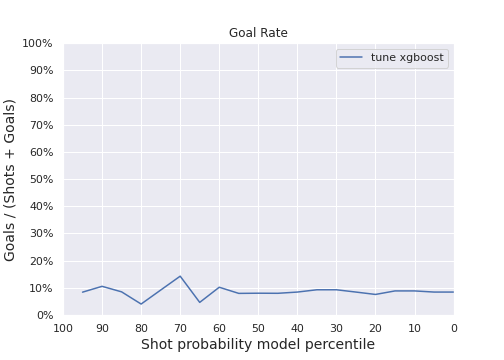 Goal Rate
100%
90%
80%
70%
60%
50%
40%
30%
20%
10%
0%
Goals / (Shots + Goals)
tune xgboost
100 90 80 70 60 50 40 30 20 10 0
Shot probability model percentile